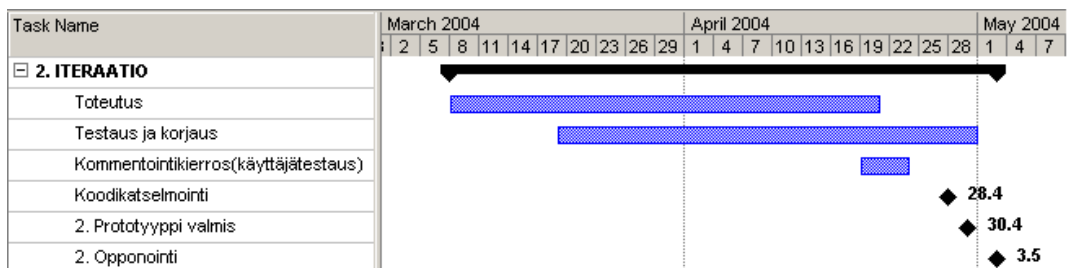 Task Name
March 2004 April 2004 May 2004
2 5 8 11 14 17 20 23 26 29 1 4 7 10 13 16 19 22 25 28 1 4 7
2. ITERAATIO
Toteutus
Testaus ja korjaus
Kommentointikierros(käyttäjätestaus)
Koodikatselmointi 28.4
2. Prototyyppi valmis 30.4
2. Opponointi 3.5